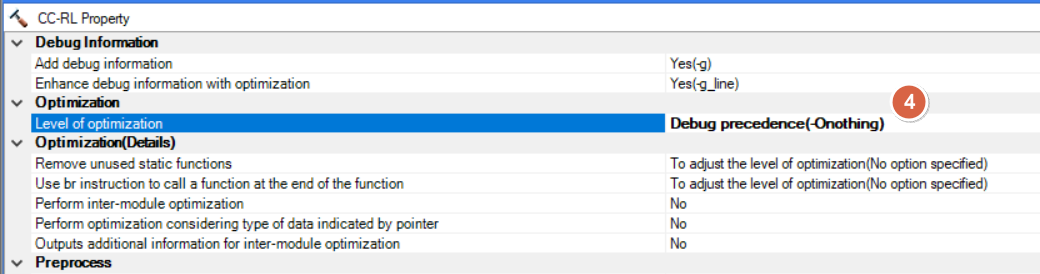 CC-RL Property
Debug Information
Add debug information Yes(-g)
Enhance debug information with optimization Yes(-g_line)
Optimization
4
Level of optimization Debug precedence(-Onothing)
Optimization(Details)
Remove unused static functions To adjust the level of optimization(No option specified)
Use br instruction to call a function at the end of the function To adjust the level of optimization(No option specified)
Perform inter-module optimization No
Perform optimization considering type of data indicated by pointer No
Outputs additional information for inter-module optimization No
Preprocess